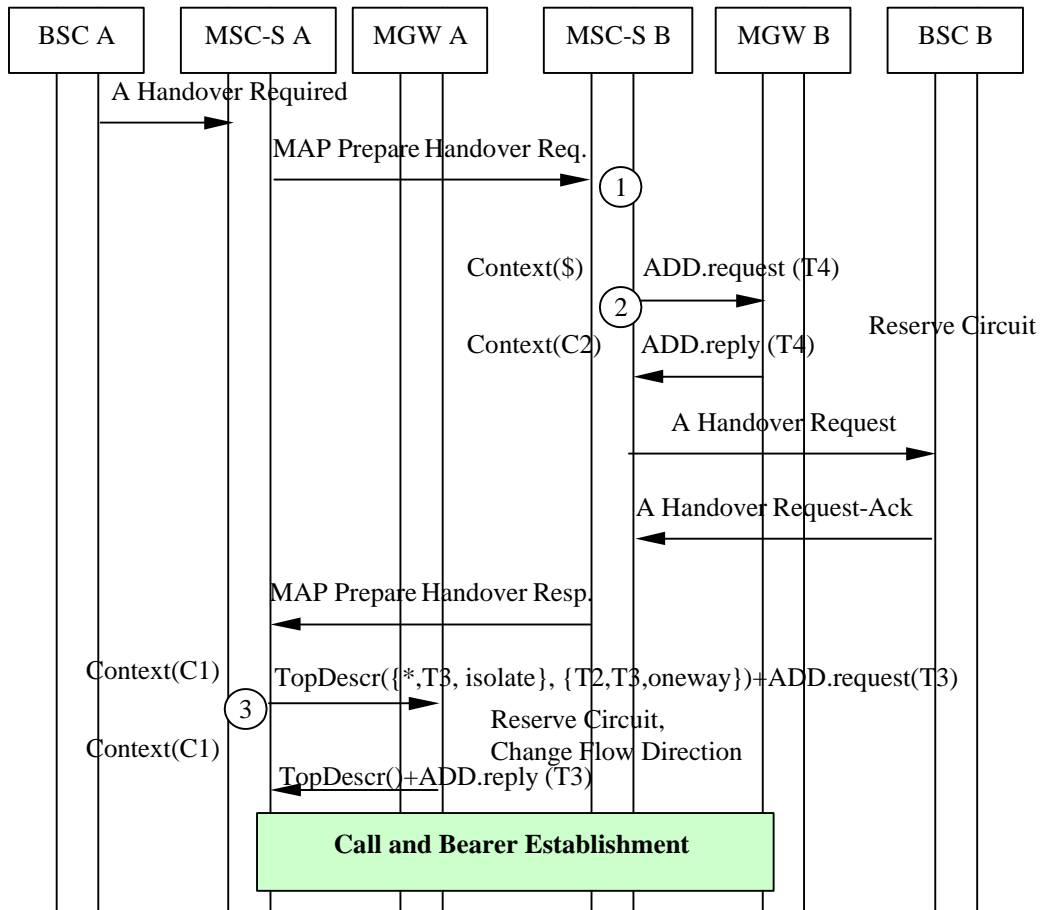 BSC A
MSC-S A
MGW A
MSC-S B
MGW B
BSC B
A Handover Required
MAP Prepare Handover Req.
1
Context($)
ADD.request (T4)
2
Reserve Circuit
Context(C2)
ADD.reply (T4)
A Handover Request
A Handover Request-Ack
MAP Prepare Handover Resp.
Context(C1)
TopDescr({*,T3, isolate}, {T2,T3,oneway})+ADD.request(T3)
3
Reserve Circuit,
Change Flow Direction
Context(C1)
TopDescr()+ADD.reply (T3)
Call and Bearer Establishment